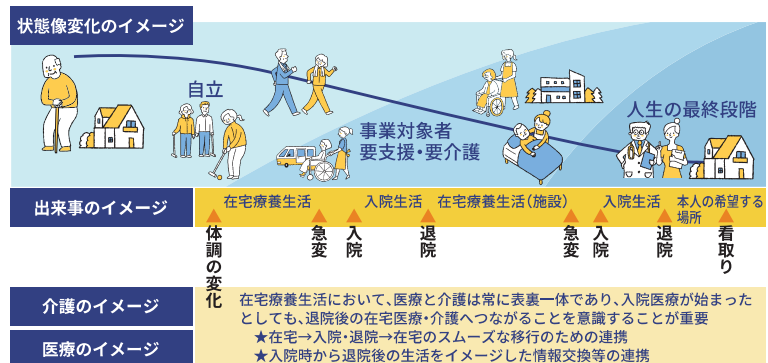 状態像変化のイメージ
自立
事業対象者
要支援・要介護
人生の最終段階
出来事のイメージ
在宅療養生活
入院生活
在宅療養生活(施設)
入院生活
本人の希望する
場所
体調の変化
急変
入院
退院
急変
入院
退院
看取り
介護のイメージ
医療のイメージ
在宅療養生活において、医療と介護は常に表裏一体であり、入院医療が始まった
としても、退院後の在宅医療・介護へつながることを意識することが重要
★在宅→入院・退院→在宅のスムーズな移行のための連携
★入院時から退院後の生活をイメージした情報交換等の連携